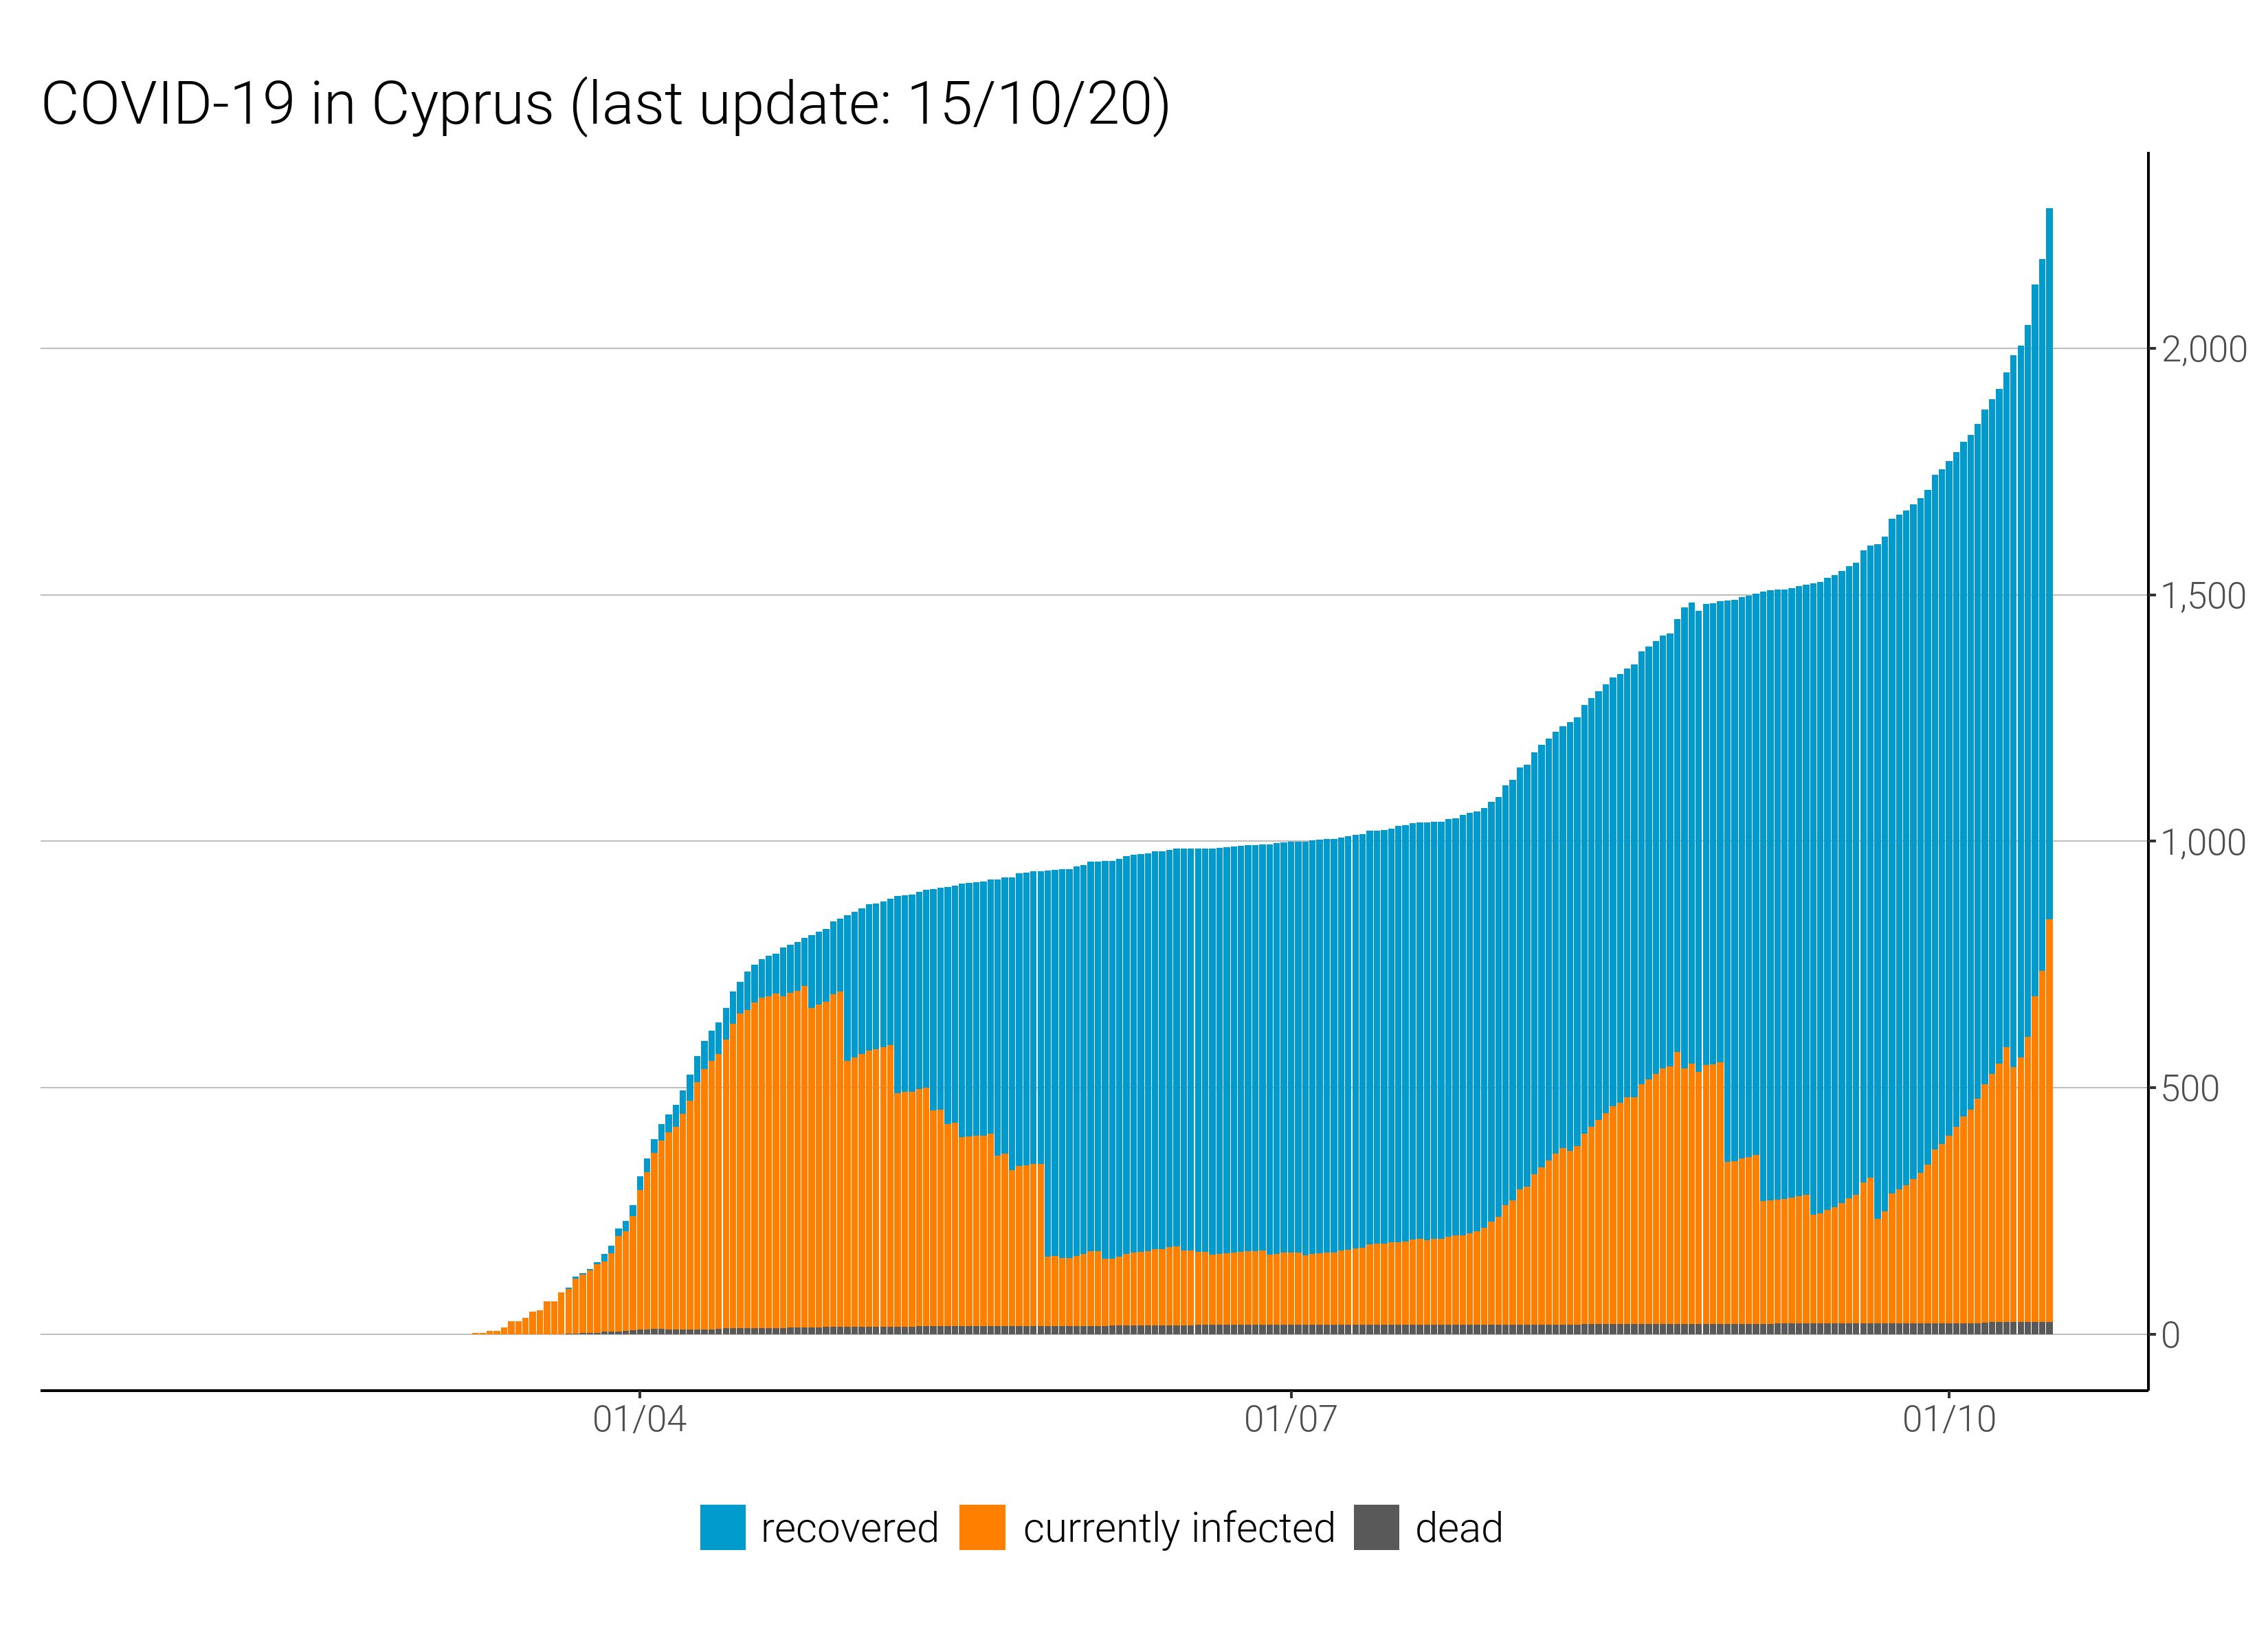 COVID-19 in Cyprus (last update: 15/10/20)
2,000
1,500
1,000
500
0
01/04 01/07 01/10
recovered currently infected dead